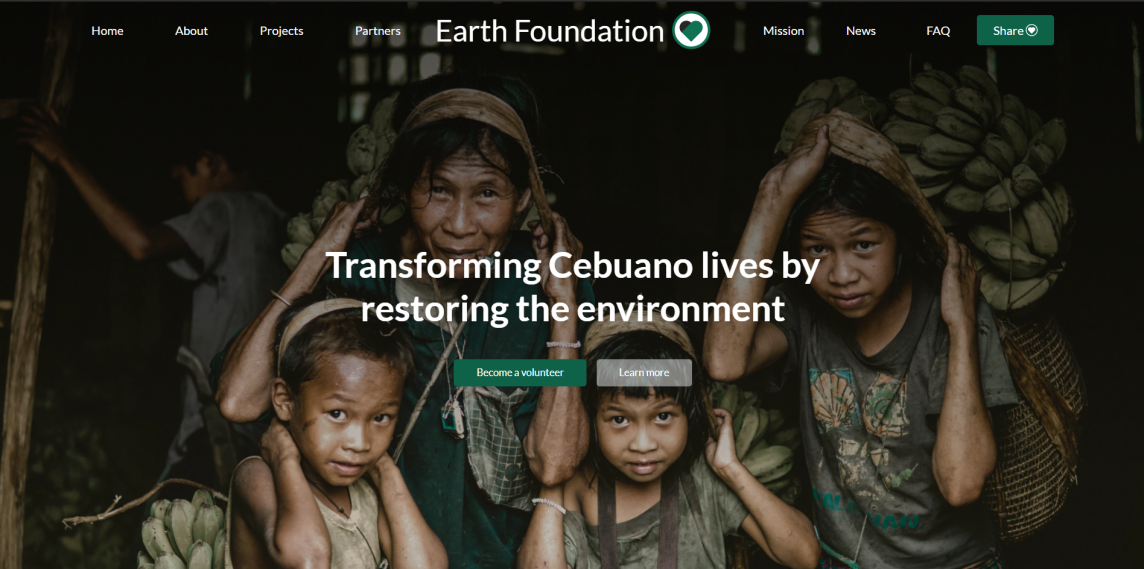 Home
About
Projects
Partners
Earth Foundation
Mission
News
FAQ
Share
Transforming Cebuano lives by
restoring the environment
Become a volunteer
Learn more